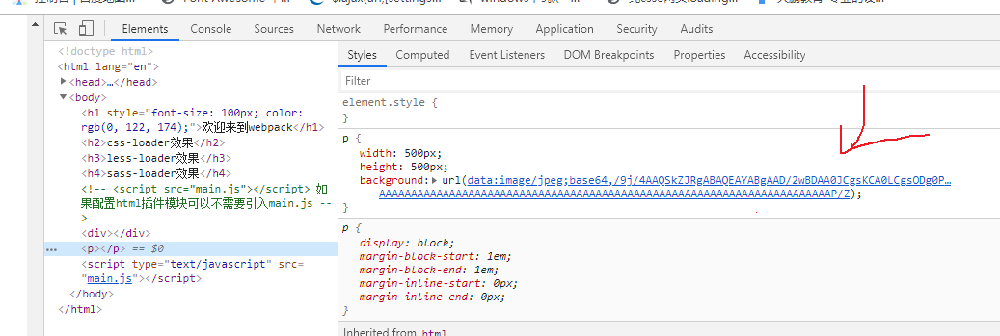 Elements Console Sources Network Performance Memory Application Security Audits
<!doctype html>
<html lang="en">
<head>…</head>
<body>
<h1 style="font-size: 100px; color:
rgb(0, 122, 174);">欢迎来到webpack</h1>
<h2>css-loader效果</h2>
<h3>less-loader效果</h3>
<h4>sass-loader效果</h4>
<!-- <script src="main.js"></script> 如
果配置html插件模块可以不需要引入main.js --
>
<div></div>
… <p></p> == $0
<script type="text/javascript" src=
"main.js"></script>
</body>
</html>
Styles Computed Event Listeners DOM Breakpoints Properties Accessibility
Filter
element.style {
}
p {
width: 500px;
height: 500px;
background: url(data:image/jpeg;base64,/9j/4AAQSkZJRgABAQEAYABgAAD/2wBDAA0JCgsKCA0LCgsODg0P…
}
p {
display: block;
margin-block-start: 1em;
margin-block-end: 1em;
margin-inline-start: 0px;
margin-inline-end: 0px;
}
Inherited from html